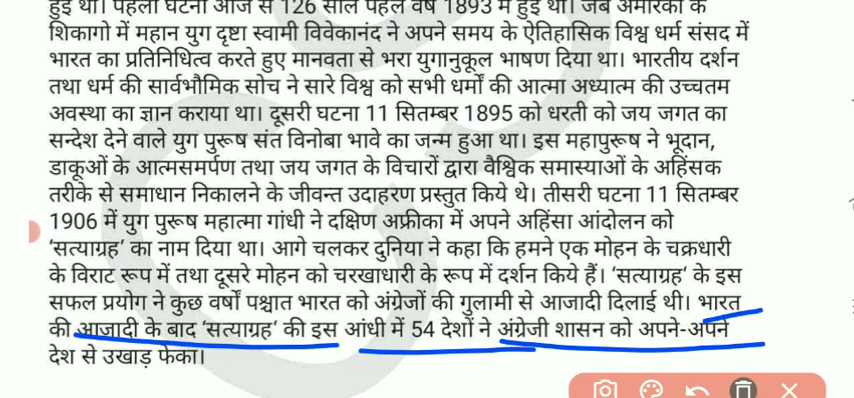 हुई थी। पहली घटना आज से 126 साल पहले वर्ष 1893 में हुई थी। जब अमेरिका के
शिकागो में महान युग दृष्टा स्वामी विवेकानंद ने अपने समय के ऐतिहासिक विश्व धर्म संसद में
भारत का प्रतिनिधित्व करते हुए मानवता से भरा युगानुकूल भाषण दिया था। भारतीय दर्शन
तथा धर्म की सार्वभौमिक सोच ने सारे विश्व को सभी धर्मों की आत्मा अध्यात्म की उच्चतम
अवस्था का ज्ञान कराया था। दूसरी घटना 11 सितम्बर 1895 को धरती को जय जगत का
सन्देश देने वाले युग पुरूष संत विनोबा भावे का जन्म हुआ था। इस महापुरूष ने भूदान,
डाकूओं के आत्मसमर्पण तथा जय जगत के विचारों द्वारा वैश्विक समास्याओं के अहिंसक
तरीके से समाधान निकालने के जीवन्त उदाहरण प्रस्तुत किये थे। तीसरी घटना 11 सितम्बर
1906 में युग पुरूष महात्मा गांधी ने दक्षिण अफ्रीका में अपने अहिंसा आंदोलन को
‘सत्याग्रह’ का नाम दिया था। आगे चलकर दुनिया ने कहा कि हमने एक मोहन के चक्रधारी
के विराट रूप में तथा दूसरे मोहन को चरखाधारी के रूप में दर्शन किये हैं। ‘सत्याग्रह’ के इस
सफल प्रयोग ने कुछ वर्षों पश्चात भारत को अंग्रेजों की गुलामी से आजादी दिलाई थी। भारत
की आजादी के बाद ‘सत्याग्रह’ की इस आंधी में 54 देशों ने अंग्रेजी शासन को अपने-अपने
देश से उखाड़ फेका।